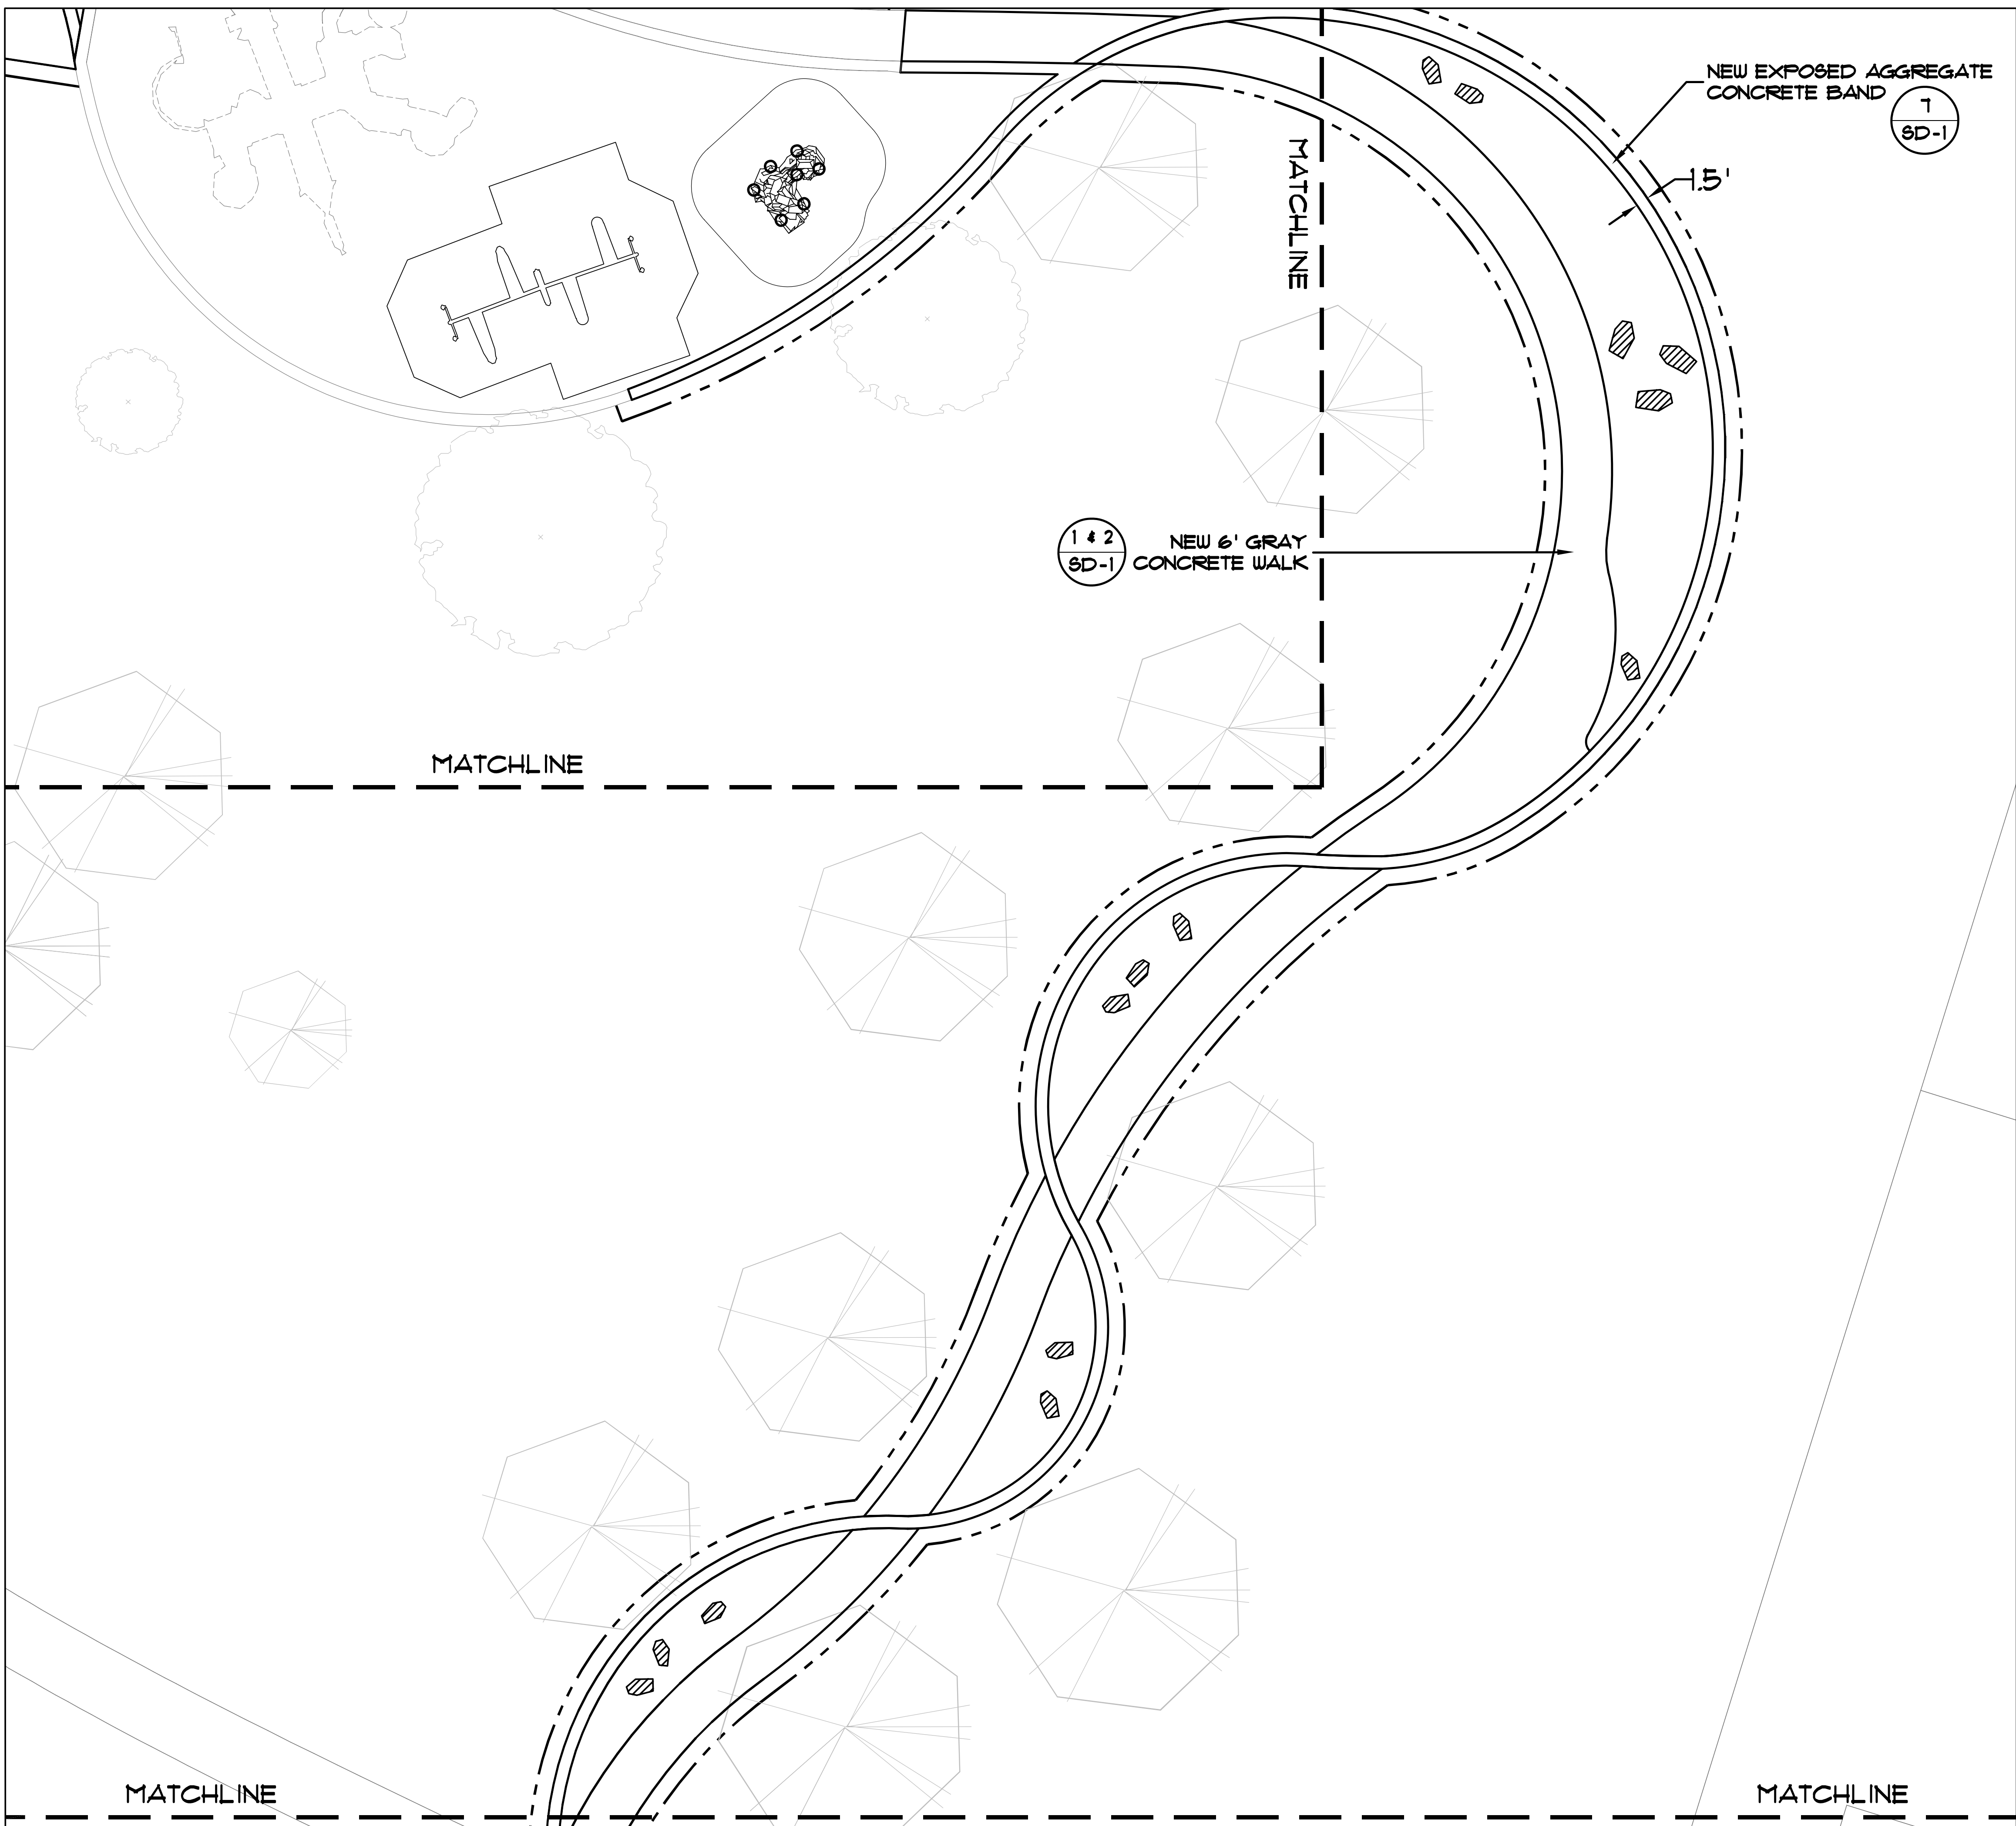 NEW EXPOSED AGGREGATE
CONCRETE BAND
7
SD-1
1.5'
MATCHLINE
1 & 2
SD-1
NEW 6' GRAY
CONCRETE WALK
MATCHLINE
MATCHLINE
MATCHLINE